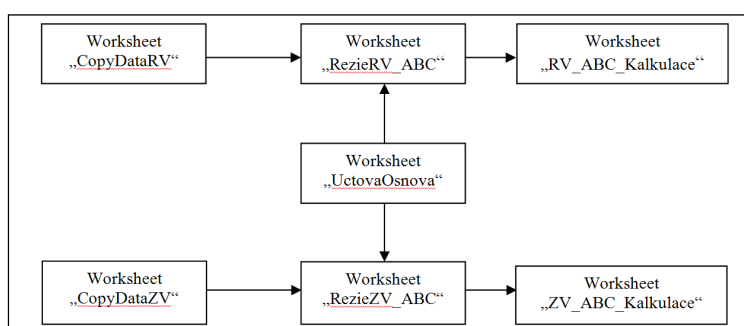 Worksheet
„CopyDataRV“
Worksheet
„RezieRV_ABC“
Worksheet
„RV_ABC_Kalkulace“
Worksheet
„UctovaOsnova“
Worksheet
„CopyDataZV“
Worksheet
„RezieZV_ABC“
Worksheet
„ZV_ABC_Kalkulace“